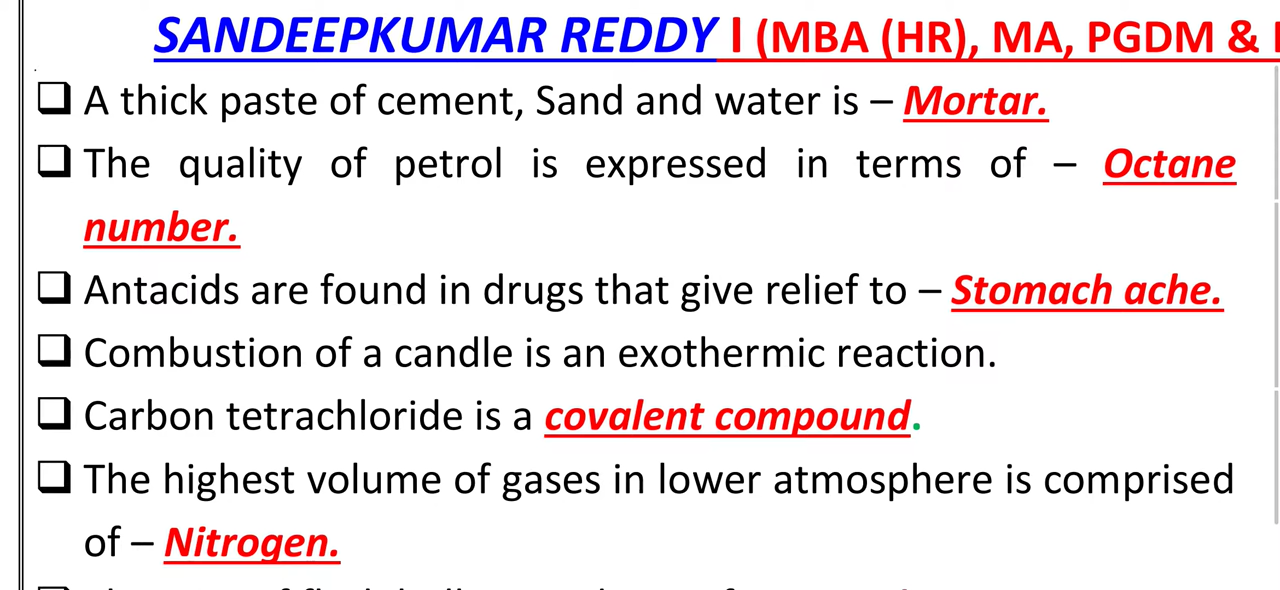 SANDEEPKUMAR REDDY | (MBA (HR), MA, PGDM &
❑ A thick paste of cement, Sand and water is – Mortar.
❑ The quality of petrol is expressed in terms of – Octane
number.
❑ Antacids are found in drugs that give relief to – Stomach ache.
❑ Combustion of a candle is an exothermic reaction.
❑ Carbon tetrachloride is a covalent compound.
❑ The highest volume of gases in lower atmosphere is comprised
of – Nitrogen.